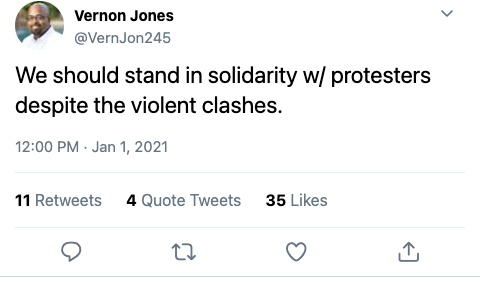 Vernon Jones
@VernJon245
We should stand in solidarity w/ protesters
despite the violent clashes.
12:00 PM · Jan 1, 2021
11 Retweets 4 Quote Tweets 35 Likes